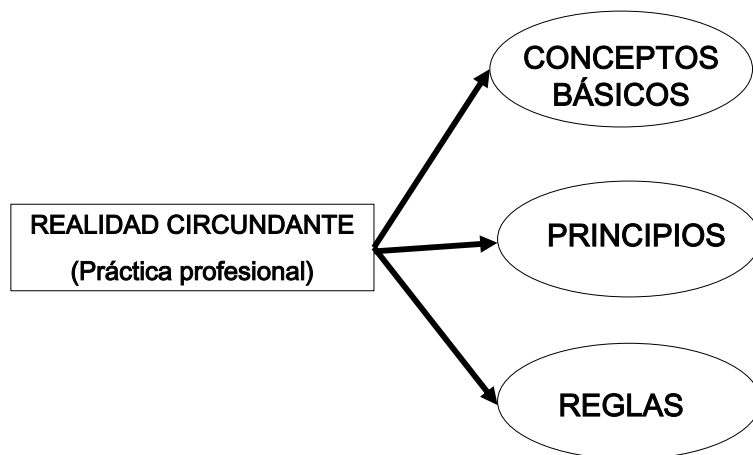 CONCEPTOS
BÁSICOS
REALIDAD CIRCUNDANTE
(Práctica profesional)
PRINCIPIOS
REGLAS